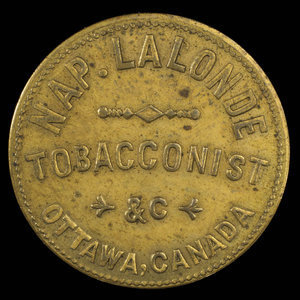 NAP. LALONDE
TOBACCONIST
&C
OTTAWA, CANADA